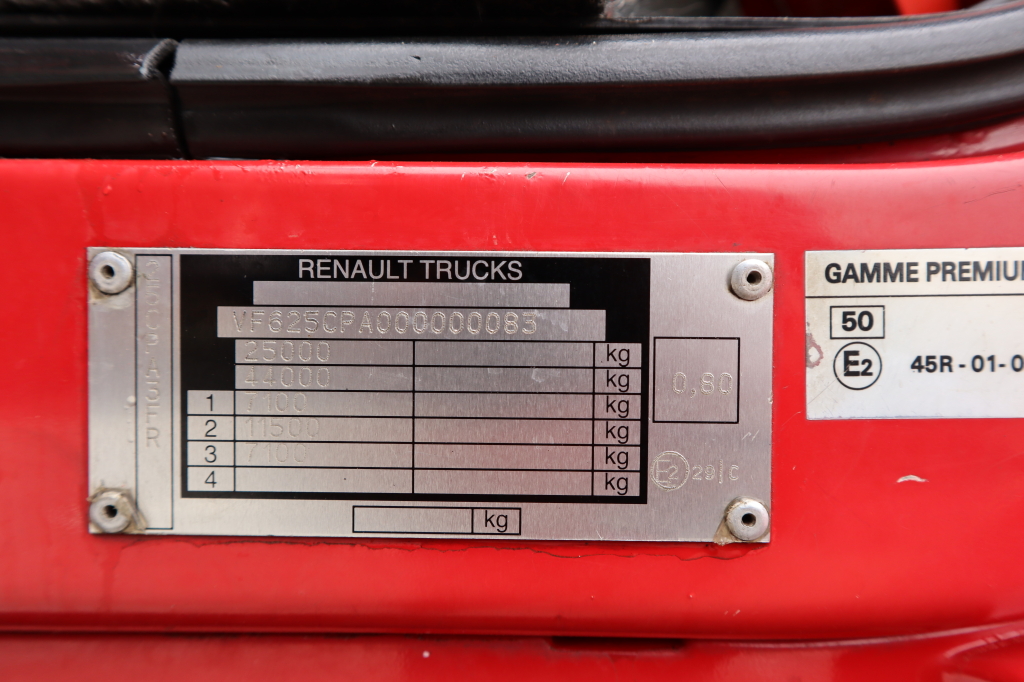 RENAULT TRUCKS
VF625CPA000000083
25000 kg
44000 kg
1 7100 kg
2 11500 kg
3 7100 kg
4 kg
kg
0,80
E2 29/C
GAMME PREMIU
50
E2 45R-01-0